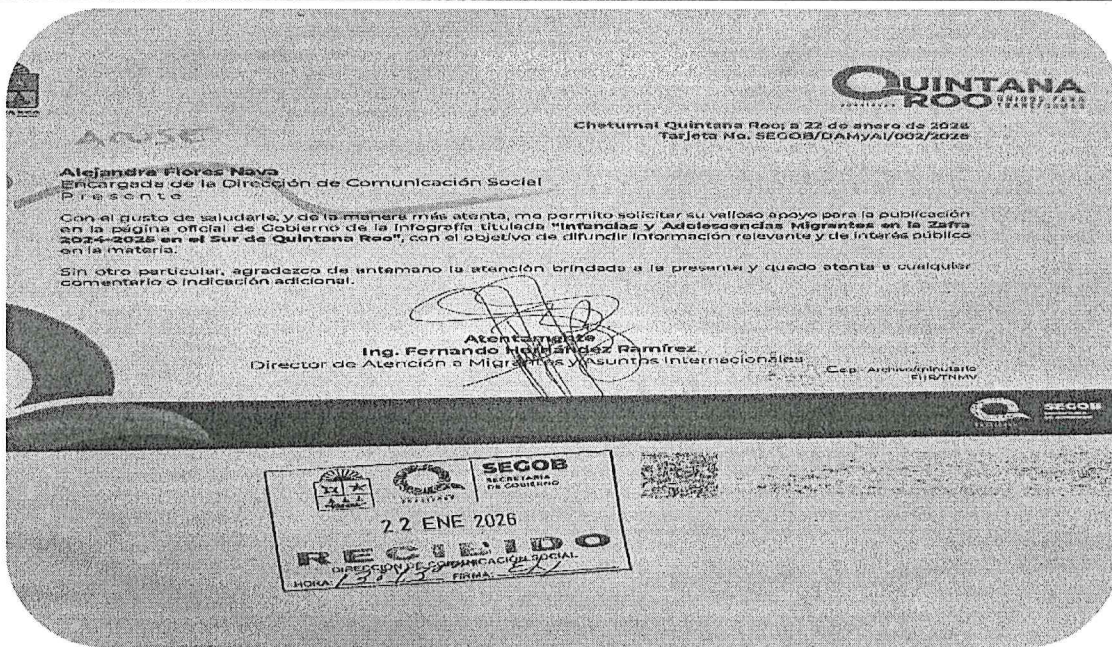 QUINTANA
ROO UNIDOS PARA
TRANSFORMAR
Chetumal Quintana Roo; a 22 de enero de 2026
Tarjeta No. SEGOB/DAMyAI/002/2026
Alejandra Flores Nava
Encargada de la Dirección de Comunicación Social
Presente
Con el gusto de saludarle, y de la manera más atenta, me permito solicitar su valioso apoyo para la publicación
en la página oficial de Gobierno de la Infografía titulada "Infancias y Adolescencias Migrantes en la Zafra
2024-2025 en el Sur de Quintana Roo", con el objetivo de difundir información relevante y de interés público
en la materia.
Sin otro particular, agradezco de antemano la atención brindada a la presente y quedo atenta a cualquier
comentario o indicación adicional.
Atentamente
Ing. Fernando Hernández Ramírez
Director de Atención a Migrantes y Asuntos Internacionales
C.c.p.- Archivo/minutario
SEGOB
SEGOB
SECRETARÍA
DE GOBIERNO
22 ENE 2026
RECIBIDO
DIRECCIÓN DE COMUNICACIÓN SOCIAL
HORA: FIRMA: